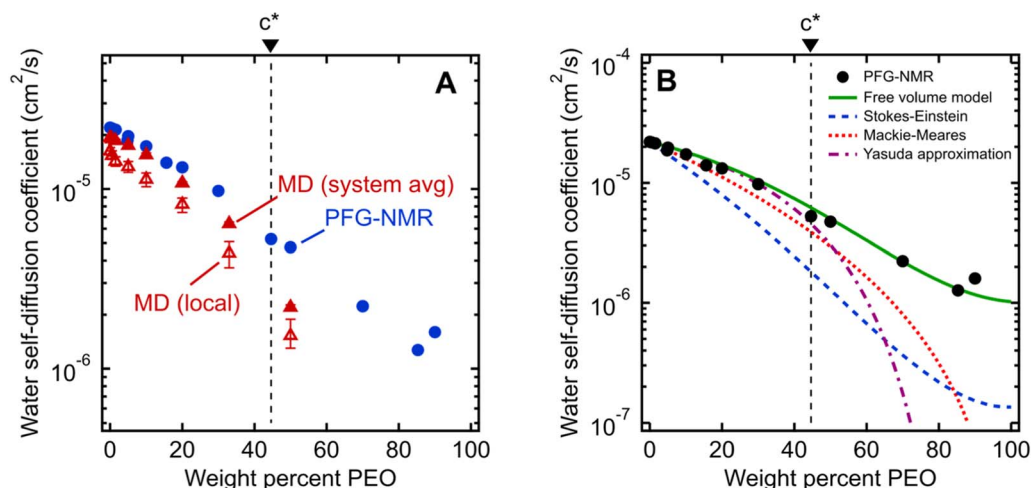 c*
A
10⁻⁵
10⁻⁶
Water self-diffusion coefficient (cm²/s)
MD (system avg)
PFG-NMR
MD (local)
0 20 40 60 80 100
Weight percent PEO
c*
B
10⁻⁴
10⁻⁵
10⁻⁶
10⁻⁷
Water self-diffusion coefficient (cm²/s)
PFG-NMR
Free volume model
Stokes-Einstein
Mackie-Meares
Yasuda approximation
0 20 40 60 80 100
Weight percent PEO